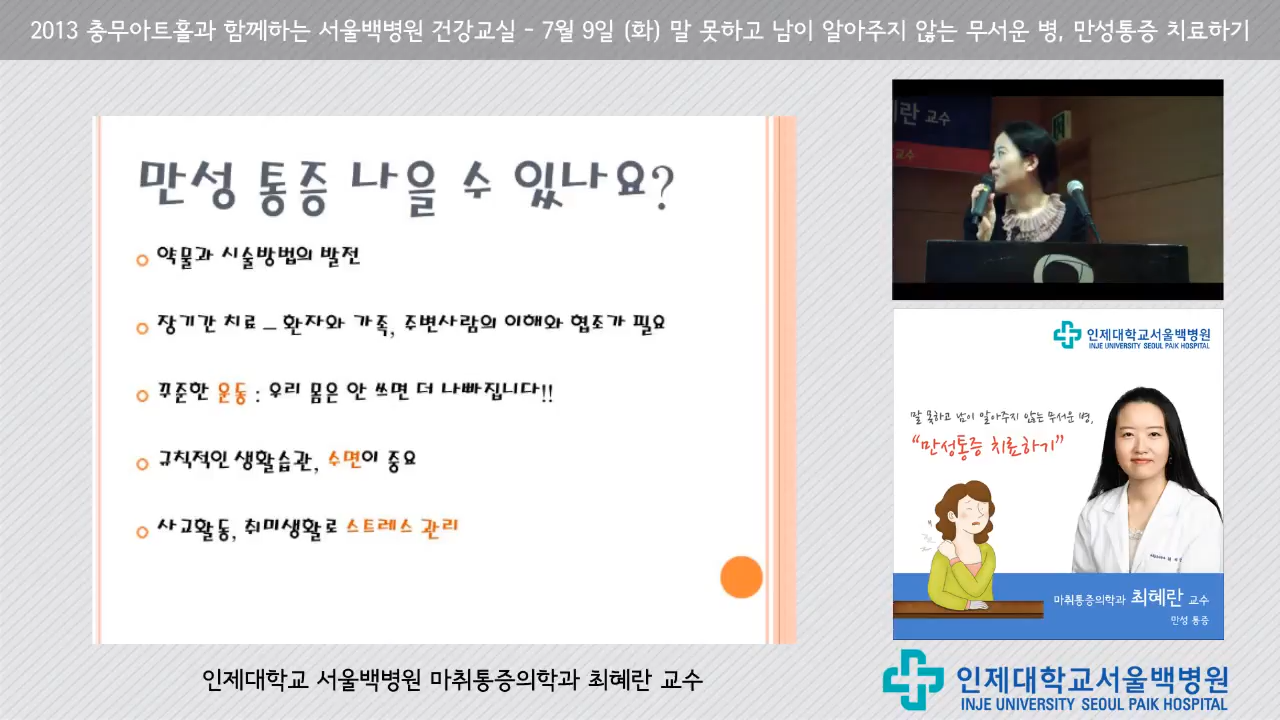 2013 충무아트홀과 함께하는 서울백병원 건강교실 - 7월 9일 (화) 말 못하고 남이 알아주지 않는 무서운 병, 만성통증 치료하기
만성 통증 나을 수 있나요?
약물과 시술방법의 발전
장기간 치료 – 환자와 가족, 주변사람의 이해와 협조가 필요
꾸준한 운동 : 우리 몸은 안 쓰면 더 나빠집니다!!
규칙적인 생활습관, 수면이 중요
사교활동, 취미생활로 스트레스 관리
인제대학교 서울백병원 마취통증의학과 최혜란 교수
란 교수
교수
인제대학교서울백병원
INJE UNIVERSITY SEOUL PAIK HOSPITAL
말 못하고 남이 알아주지 않는 무서운 병,
“만성통증 치료하기”
마취통증의학과 최혜란 교수
만성 통증
인제대학교서울백병원
INJE UNIVERSITY SEOUL PAIK HOSPITAL